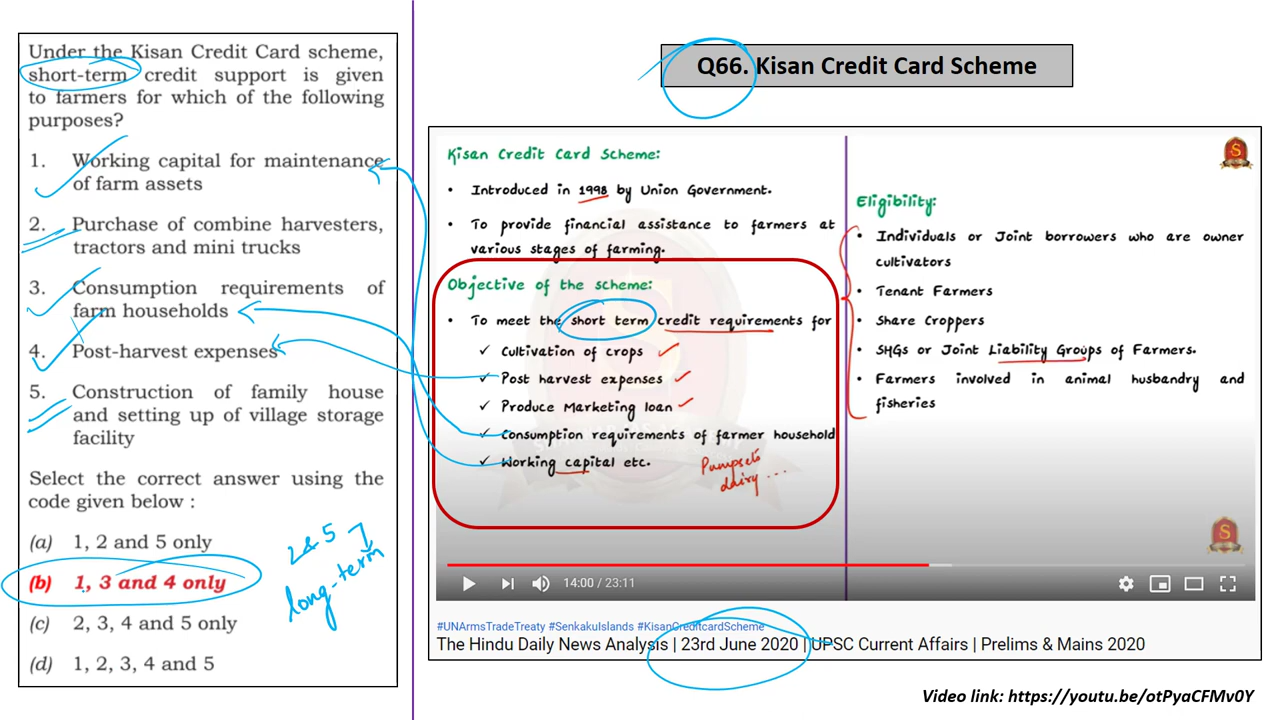 Under the Kisan Credit Card scheme,
short-term credit support is given
to farmers for which of the following
purposes?
1. Working capital for maintenance
of farm assets
2. Purchase of combine harvesters,
tractors and mini trucks
3. Consumption requirements of
farm households
4. Post-harvest expenses
5. Construction of family house
and setting up of village storage
facility
Select the correct answer using the
code given below :
(a) 1, 2 and 5 only
(b) 1, 3 and 4 only
(c) 2, 3, 4 and 5 only
(d) 1, 2, 3, 4 and 5
2 & 5
long-term
Q66. Kisan Credit Card Scheme
Kisan Credit Card Scheme:
• Introduced in 1998 by Union Government.
• To provide financial assistance to farmers at
various stages of farming.
Objective of the scheme:
• To meet the short term credit requirements for
✓ Cultivation of crops
✓ Post harvest expenses
✓ Produce Marketing loan
✓ Consumption requirements of farmer household
✓ Working capital etc.
Pumpsets
dairy ...
Eligibility:
• Individuals or Joint borrowers who are owner
cultivators
• Tenant Farmers
• Share Croppers
• SHGs or Joint Liability Groups of Farmers.
• Farmers involved in animal husbandry and
fisheries
14:00 / 23:11
#UNArmsTradeTreaty #SenkakuIslands #KisanCreditcardScheme
The Hindu Daily News Analysis | 23rd June 2020 | UPSC Current Affairs | Prelims & Mains 2020
Video link: https://youtu.be/otPyaCFMv0Y